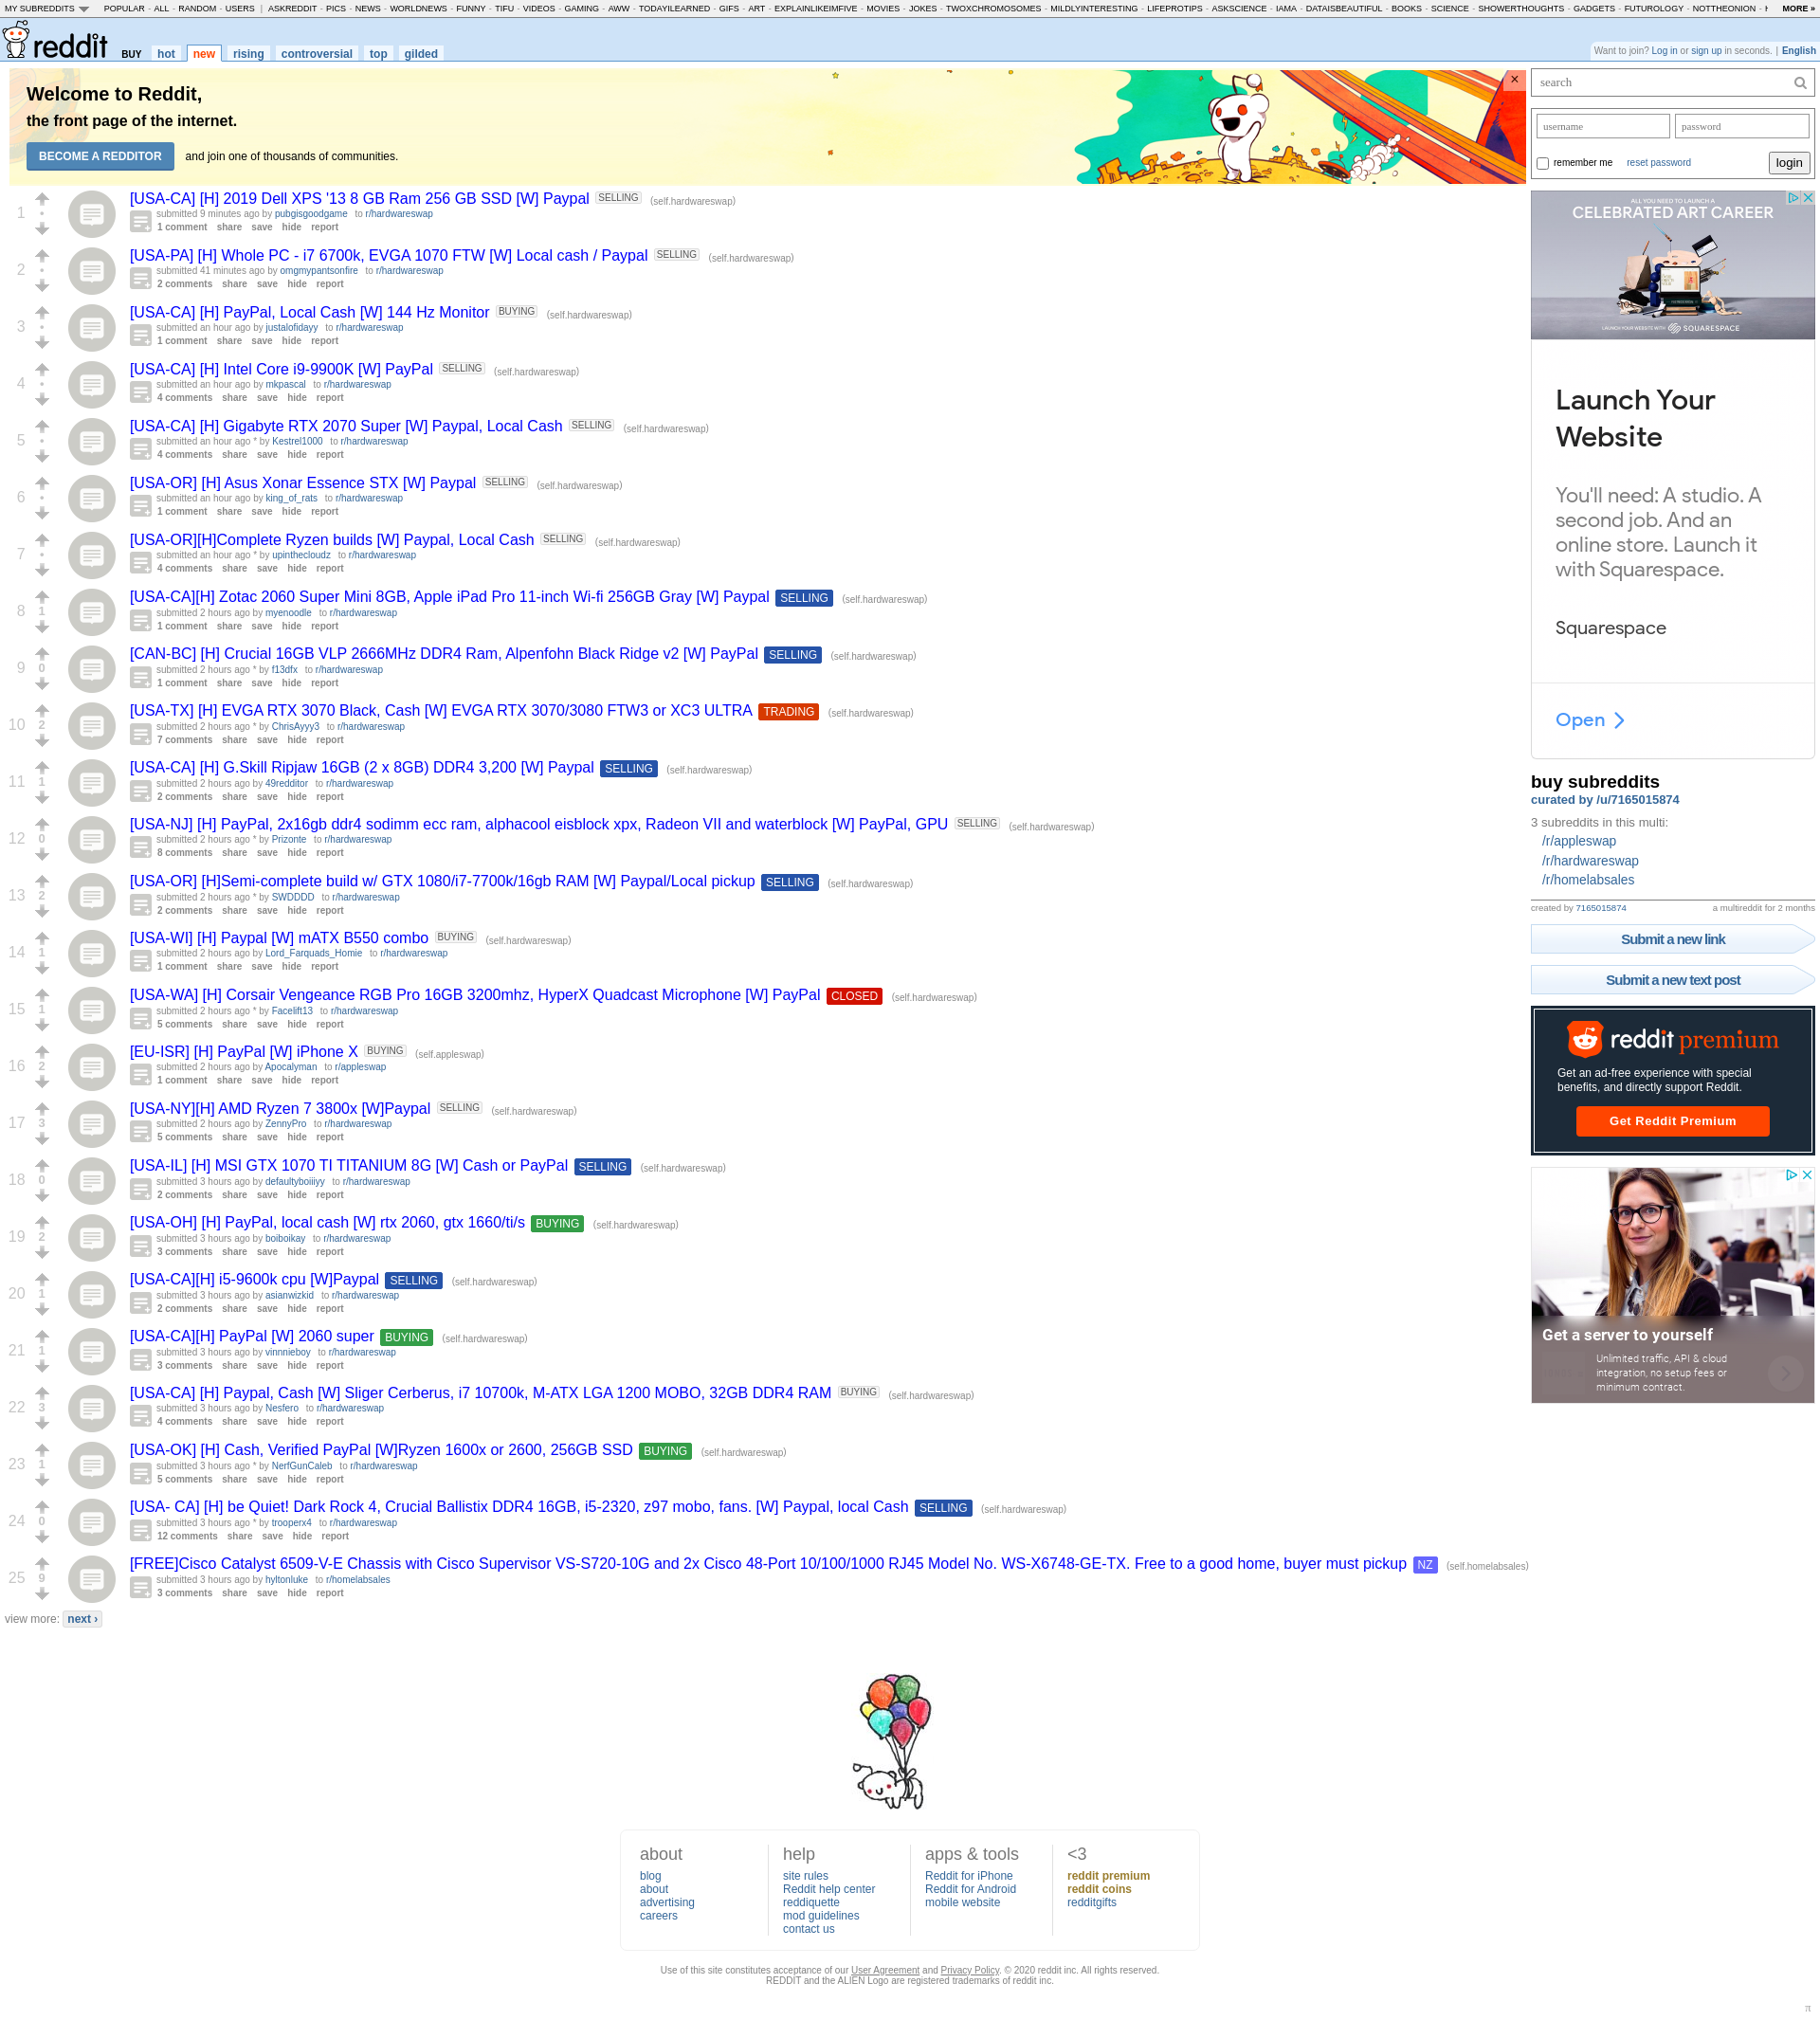 MY SUBREDDITS POPULAR - ALL - RANDOM - USERS | ASKREDDIT - PICS - NEWS - WORLDNEWS - FUNNY - TIFU - VIDEOS - GAMING - AWW - TODAYILEARNED - GIFS - ART - EXPLAINLIKEIMFIVE - MOVIES - JOKES - TWOXCHROMOSOMES - MILDLYINTERESTING - LIFEPROTIPS - ASKSCIENCE - IAMA - DATAISBEAUTIFUL - BOOKS - SCIENCE - SHOWERTHOUGHTS - GADGETS - FUTUROLOGY - NOTTHEONION - MORE »
reddit BUY hot new rising controversial top gilded
Want to join? Log in or sign up in seconds. | English
Welcome to Reddit,
the front page of the internet.
BECOME A REDDITOR and join one of thousands of communities.
×
1 [USA-CA] [H] 2019 Dell XPS '13 8 GB Ram 256 GB SSD [W] Paypal SELLING (self.hardwareswap)
submitted 9 minutes ago by pubgisgoodgame to r/hardwareswap
1 comment share save hide report
2 [USA-PA] [H] Whole PC - i7 6700k, EVGA 1070 FTW [W] Local cash / Paypal SELLING (self.hardwareswap)
submitted 41 minutes ago by omgmypantsonfire to r/hardwareswap
2 comments share save hide report
3 [USA-CA] [H] PayPal, Local Cash [W] 144 Hz Monitor BUYING (self.hardwareswap)
submitted an hour ago by justalofidayy to r/hardwareswap
1 comment share save hide report
4 [USA-CA] [H] Intel Core i9-9900K [W] PayPal SELLING (self.hardwareswap)
submitted an hour ago by mkpascal to r/hardwareswap
4 comments share save hide report
5 [USA-CA] [H] Gigabyte RTX 2070 Super [W] Paypal, Local Cash SELLING (self.hardwareswap)
submitted an hour ago * by Kestrel1000 to r/hardwareswap
4 comments share save hide report
6 [USA-OR] [H] Asus Xonar Essence STX [W] Paypal SELLING (self.hardwareswap)
submitted an hour ago by king_of_rats to r/hardwareswap
1 comment share save hide report
7 [USA-OR][H]Complete Ryzen builds [W] Paypal, Local Cash SELLING (self.hardwareswap)
submitted an hour ago * by upinthecloudz to r/hardwareswap
4 comments share save hide report
8 1 [USA-CA][H] Zotac 2060 Super Mini 8GB, Apple iPad Pro 11-inch Wi-fi 256GB Gray [W] Paypal SELLING (self.hardwareswap)
submitted 2 hours ago by myenoodle to r/hardwareswap
1 comment share save hide report
9 0 [CAN-BC] [H] Crucial 16GB VLP 2666MHz DDR4 Ram, Alpenfohn Black Ridge v2 [W] PayPal SELLING (self.hardwareswap)
submitted 2 hours ago * by f13dfx to r/hardwareswap
1 comment share save hide report
10 2 [USA-TX] [H] EVGA RTX 3070 Black, Cash [W] EVGA RTX 3070/3080 FTW3 or XC3 ULTRA TRADING (self.hardwareswap)
submitted 2 hours ago * by ChrisAyyy3 to r/hardwareswap
7 comments share save hide report
11 1 [USA-CA] [H] G.Skill Ripjaw 16GB (2 x 8GB) DDR4 3,200 [W] Paypal SELLING (self.hardwareswap)
submitted 2 hours ago by 49redditor to r/hardwareswap
2 comments share save hide report
12 0 [USA-NJ] [H] PayPal, 2x16gb ddr4 sodimm ecc ram, alphacool eisblock xpx, Radeon VII and waterblock [W] PayPal, GPU SELLING (self.hardwareswap)
submitted 2 hours ago * by Prizonte to r/hardwareswap
8 comments share save hide report
13 2 [USA-OR] [H]Semi-complete build w/ GTX 1080/i7-7700k/16gb RAM [W] Paypal/Local pickup SELLING (self.hardwareswap)
submitted 2 hours ago * by SWDDDD to r/hardwareswap
2 comments share save hide report
14 1 [USA-WI] [H] Paypal [W] mATX B550 combo BUYING (self.hardwareswap)
submitted 2 hours ago by Lord_Farquads_Homie to r/hardwareswap
1 comment share save hide report
15 1 [USA-WA] [H] Corsair Vengeance RGB Pro 16GB 3200mhz, HyperX Quadcast Microphone [W] PayPal CLOSED (self.hardwareswap)
submitted 2 hours ago * by Facelift13 to r/hardwareswap
5 comments share save hide report
16 2 [EU-ISR] [H] PayPal [W] iPhone X BUYING (self.appleswap)
submitted 2 hours ago by Apocalyman to r/appleswap
1 comment share save hide report
17 3 [USA-NY][H] AMD Ryzen 7 3800x [W]Paypal SELLING (self.hardwareswap)
submitted 2 hours ago by ZennyPro to r/hardwareswap
5 comments share save hide report
18 0 [USA-IL] [H] MSI GTX 1070 TI TITANIUM 8G [W] Cash or PayPal SELLING (self.hardwareswap)
submitted 3 hours ago by defaultyboiiiyy to r/hardwareswap
2 comments share save hide report
19 2 [USA-OH] [H] PayPal, local cash [W] rtx 2060, gtx 1660/ti/s BUYING (self.hardwareswap)
submitted 3 hours ago by boiboikay to r/hardwareswap
3 comments share save hide report
20 1 [USA-CA][H] i5-9600k cpu [W]Paypal SELLING (self.hardwareswap)
submitted 3 hours ago by asianwizkid to r/hardwareswap
2 comments share save hide report
21 1 [USA-CA][H] PayPal [W] 2060 super BUYING (self.hardwareswap)
submitted 3 hours ago by vinnnieboy to r/hardwareswap
3 comments share save hide report
22 3 [USA-CA] [H] Paypal, Cash [W] Sliger Cerberus, i7 10700k, M-ATX LGA 1200 MOBO, 32GB DDR4 RAM BUYING (self.hardwareswap)
submitted 3 hours ago by Nesfero to r/hardwareswap
4 comments share save hide report
23 1 [USA-OK] [H] Cash, Verified PayPal [W]Ryzen 1600x or 2600, 256GB SSD BUYING (self.hardwareswap)
submitted 3 hours ago * by NerfGunCaleb to r/hardwareswap
5 comments share save hide report
24 0 [USA- CA] [H] be Quiet! Dark Rock 4, Crucial Ballistix DDR4 16GB, i5-2320, z97 mobo, fans. [W] Paypal, local Cash SELLING (self.hardwareswap)
submitted 3 hours ago * by trooperx4 to r/hardwareswap
12 comments share save hide report
25 9 [FREE]Cisco Catalyst 6509-V-E Chassis with Cisco Supervisor VS-S720-10G and 2x Cisco 48-Port 10/100/1000 RJ45 Model No. WS-X6748-GE-TX. Free to a good home, buyer must pickup NZ (self.homelabsales)
submitted 3 hours ago by hyltonluke to r/homelabsales
3 comments share save hide report
view more: next ›
search
username password
remember me reset password login
ALL YOU NEED TO LAUNCH A
CELEBRATED ART CAREER
LAUNCH YOUR WEBSITE WITH SQUARESPACE
Launch Your
Website
You'll need: A studio. A
second job. And an
online store. Launch it
with Squarespace.
Squarespace
Open
buy subreddits
curated by /u/7165015874
3 subreddits in this multi:
/r/appleswap
/r/hardwareswap
/r/homelabsales
created by 7165015874 a multireddit for 2 months
Submit a new link
Submit a new text post
reddit premium
Get an ad-free experience with special
benefits, and directly support Reddit.
Get Reddit Premium
Get a server to yourself
Unlimited traffic, API & cloud
integration, no setup fees or
minimum contract.
about
blog
about
advertising
careers
help
site rules
Reddit help center
reddiquette
mod guidelines
contact us
apps & tools
Reddit for iPhone
Reddit for Android
mobile website
<3
reddit premium
reddit coins
redditgifts
Use of this site constitutes acceptance of our User Agreement and Privacy Policy. © 2020 reddit inc. All rights reserved.
REDDIT and the ALIEN Logo are registered trademarks of reddit inc.
π